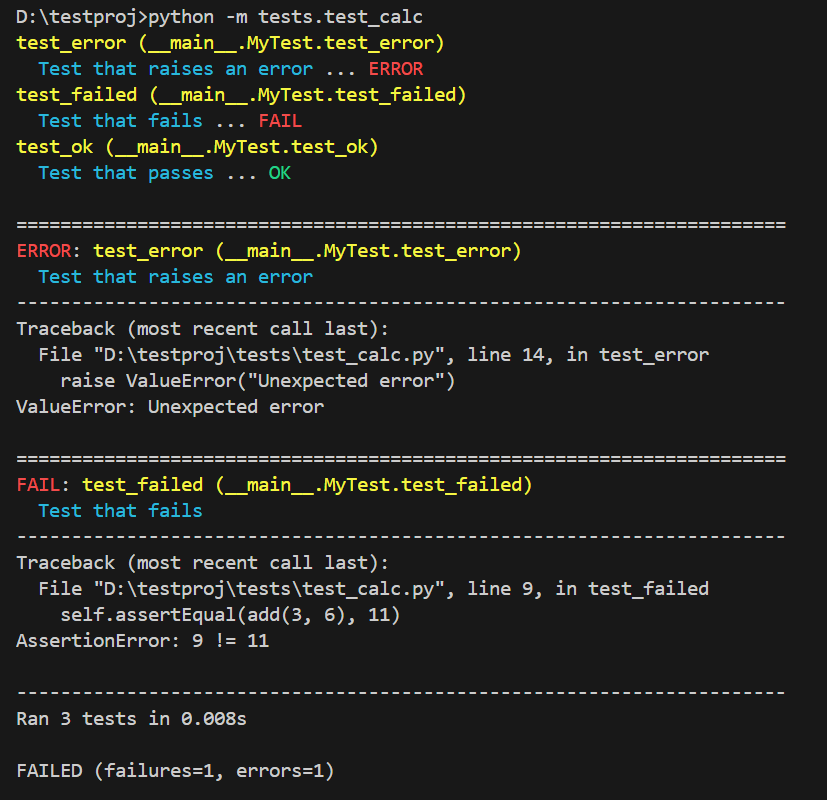 D:\testproj>python -m tests.test_calc
test_error (__main__.MyTest.test_error)
  Test that raises an error ... ERROR
test_failed (__main__.MyTest.test_failed)
  Test that fails ... FAIL
test_ok (__main__.MyTest.test_ok)
  Test that passes ... OK

======================================================================
ERROR: test_error (__main__.MyTest.test_error)
  Test that raises an error
----------------------------------------------------------------------
Traceback (most recent call last):
  File "D:\testproj\tests\test_calc.py", line 14, in test_error
    raise ValueError("Unexpected error")
ValueError: Unexpected error

======================================================================
FAIL: test_failed (__main__.MyTest.test_failed)
  Test that fails
----------------------------------------------------------------------
Traceback (most recent call last):
  File "D:\testproj\tests\test_calc.py", line 9, in test_failed
    self.assertEqual(add(3, 6), 11)
AssertionError: 9 != 11

----------------------------------------------------------------------
Ran 3 tests in 0.008s

FAILED (failures=1, errors=1)